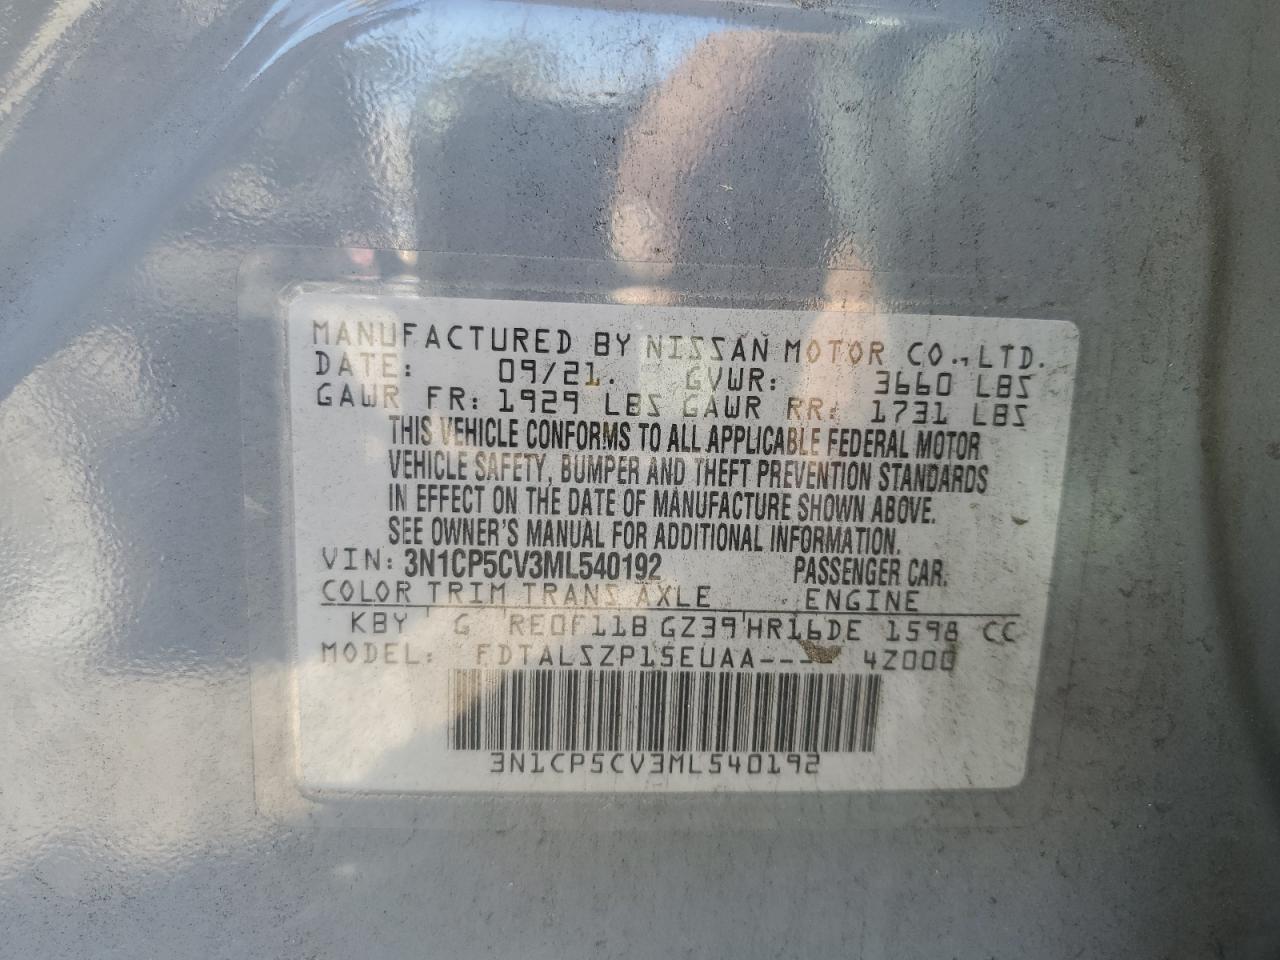 MANUFACTURED BY NISSAN MOTOR CO., LTD.
DATE: 09/21. GVWR: 3660 LBS
GAWR FR: 1929 LBS GAWR RR: 1731 LBS
THIS VEHICLE CONFORMS TO ALL APPLICABLE FEDERAL MOTOR
VEHICLE SAFETY, BUMPER AND THEFT PREVENTION STANDARDS
IN EFFECT ON THE DATE OF MANUFACTURE SHOWN ABOVE.
SEE OWNER'S MANUAL FOR ADDITIONAL INFORMATION.
VIN: 3N1CP5CV3ML540192 PASSENGER CAR.
COLOR TRIM TRANS AXLE ENGINE
KBY G RE0F11B GZ39 HR16DE 1598 CC
MODEL: FDTALSZP15EUAA---- 4Z000
3N1CP5CV3ML540192